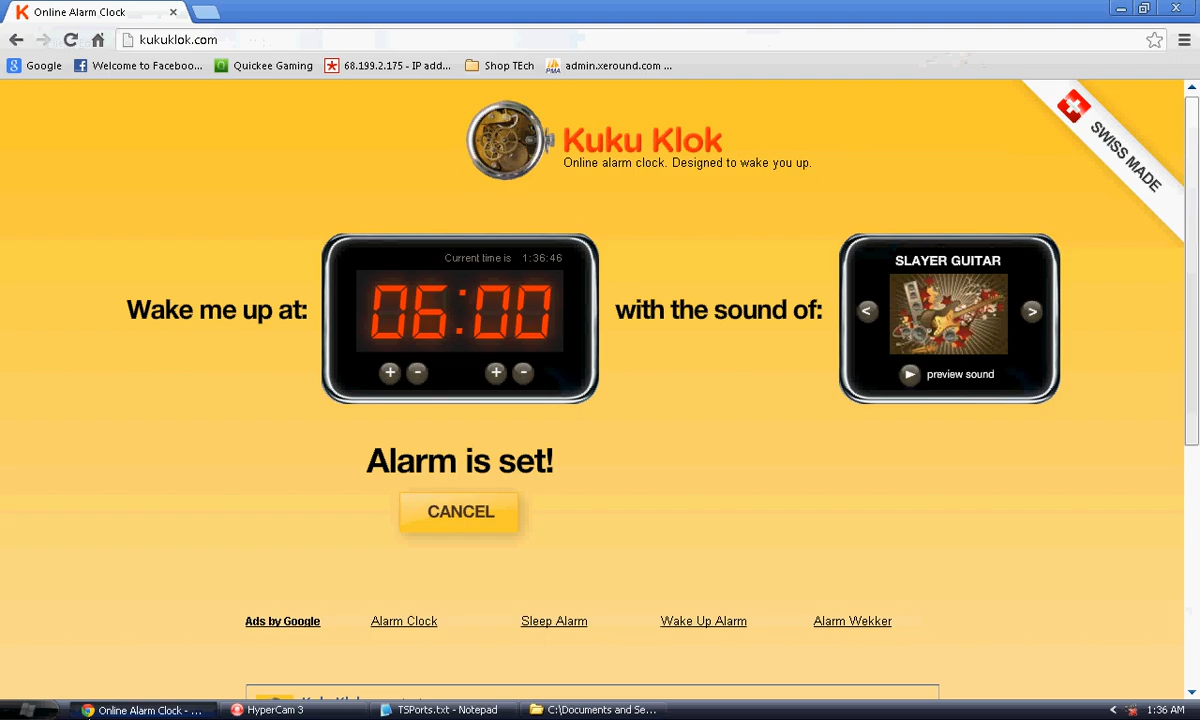 Online Alarm Clock
kukuklok.com
Google
Welcome to Faceboo...
Quickee Gaming
68.199.2.175 - IP add...
Shop TEch
admin.xeround.com ...
Kuku Klok
Online alarm clock. Designed to wake you up.
SWISS MADE
Current time is 1:36:46
SLAYER GUITAR
Wake me up at:
06:00
with the sound of:
preview sound
Alarm is set!
CANCEL
Ads by Google
Alarm Clock
Sleep Alarm
Wake Up Alarm
Alarm Wekker
Online Alarm Clock - ...
HyperCam 3
TSPorts.txt - Notepad
C:\Documents and Se...
1:36 AM